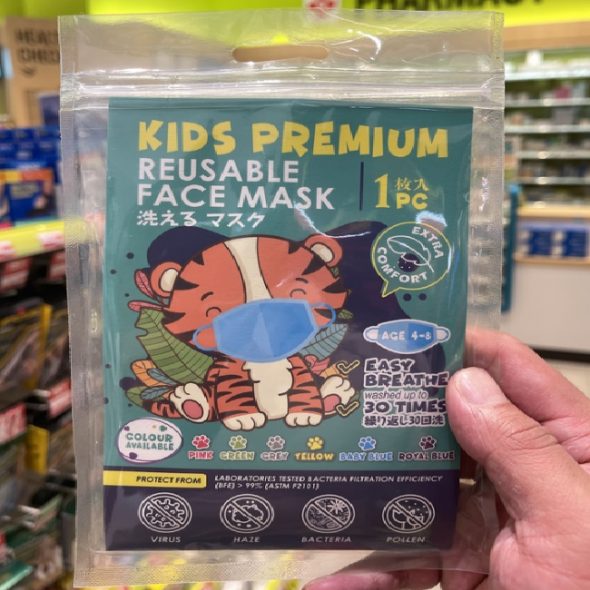 PHARMACY
KIDS PREMIUM
REUSABLE
FACE MASK
洗える マスク
1
PC
EXTRA
COMFORT
AGE 4-8
EASY
BREATHE
washed up to
30 TIMES
繰り返し30回洗
COLOUR
AVAILABLE
PINK GREEN GREY YELLOW BABY BLUE ROYAL BLUE
PROTECT FROM
LABORATORIES TESTED BACTERIA FILTRATION EFFICIENCY
(BFE) > 99% (ASTM F2101)
VIRUS HAZE BACTERIA POLLEN